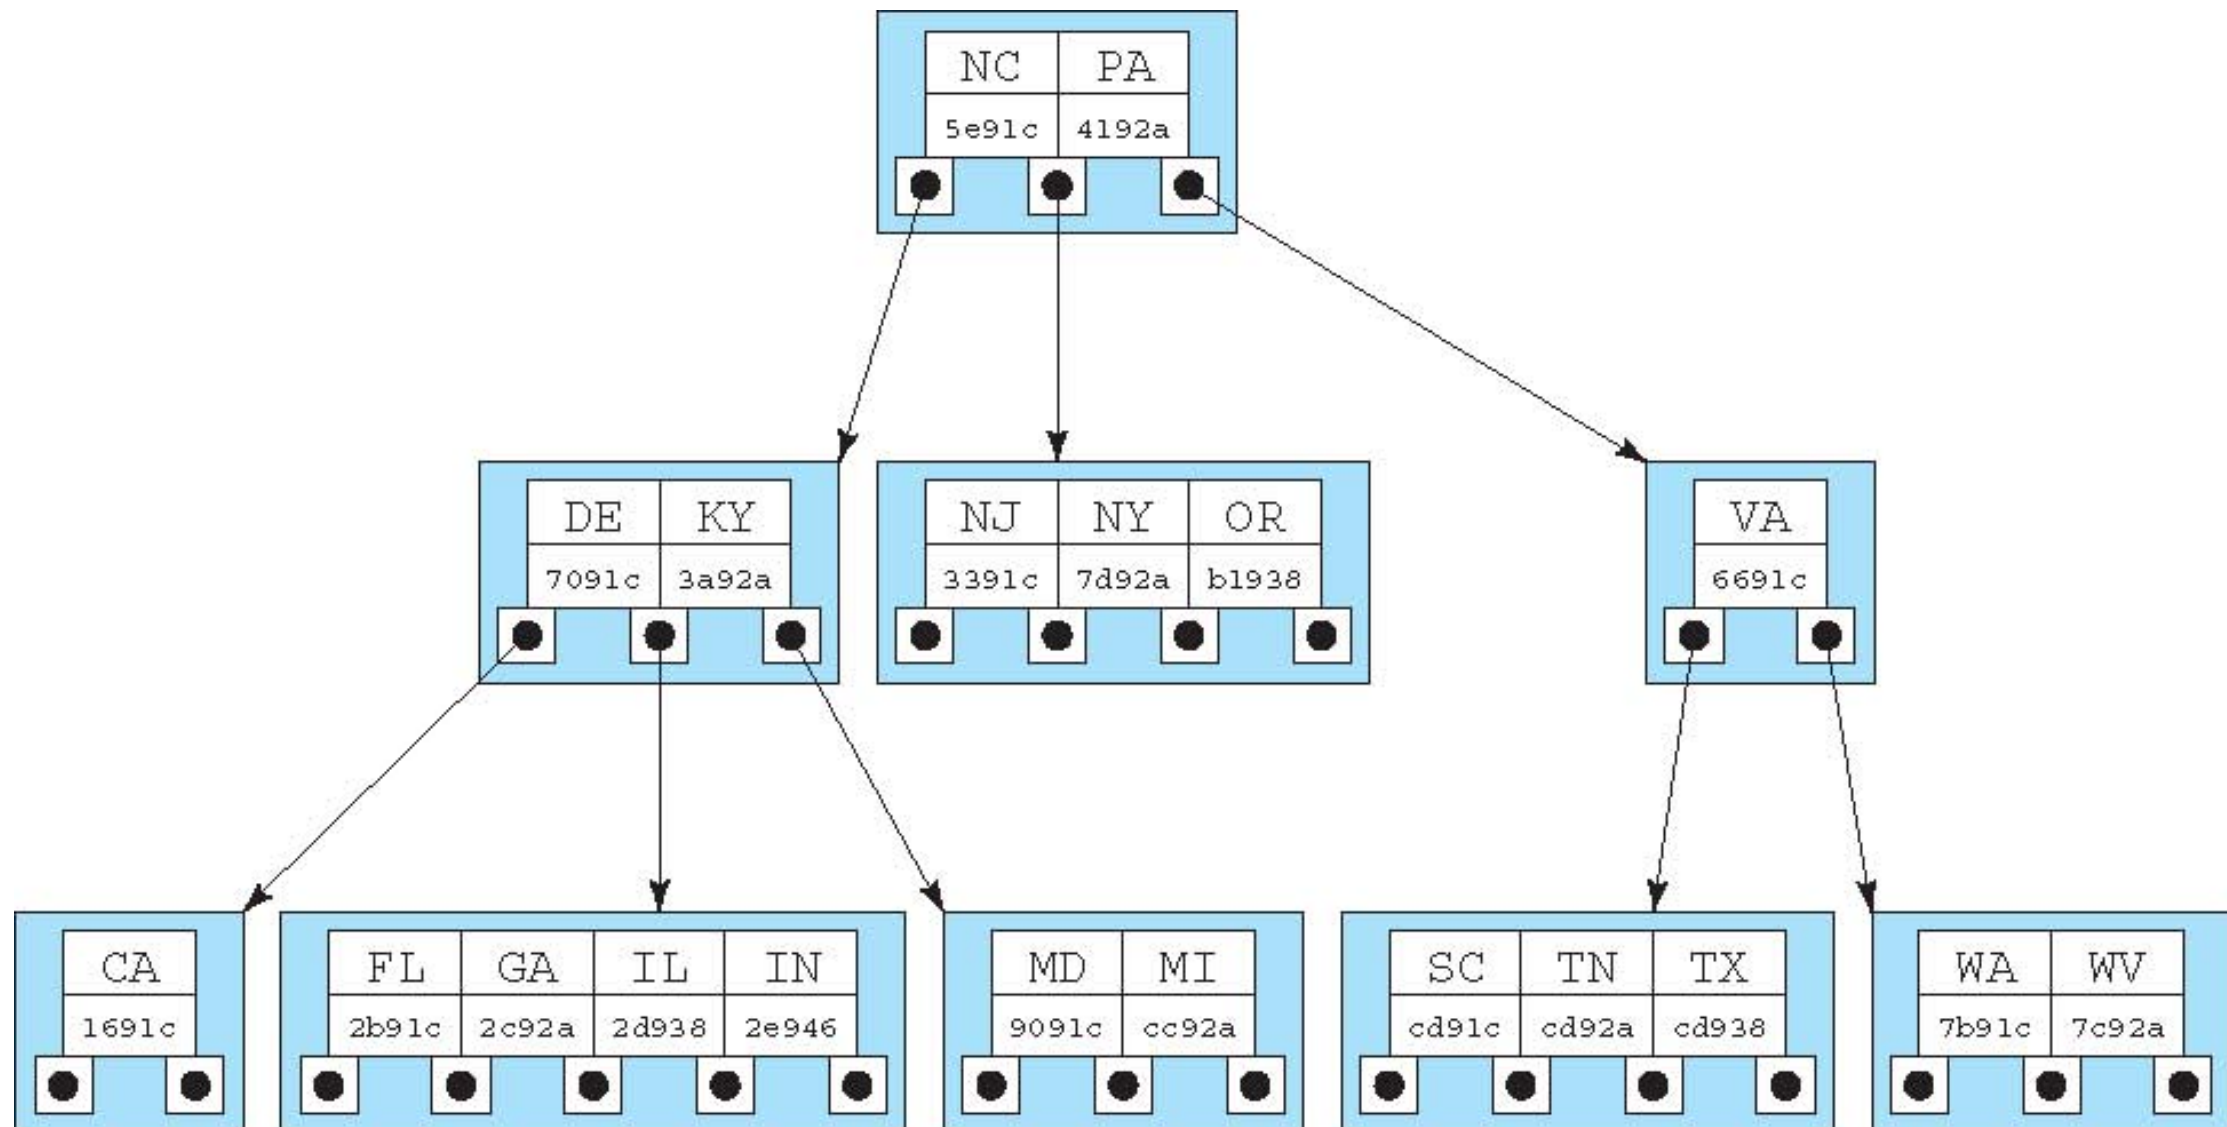 NC PA
5e91c 4192a
DE KY
7091c 3a92a
NJ NY OR
3391c 7d92a b1938
VA
6691c
CA
1691c
FL GA IL IN
2b91c 2c92a 2d938 2e946
MD MI
9091c cc92a
SC TN TX
cd91c cd92a cd938
WA WV
7b91c 7c92a